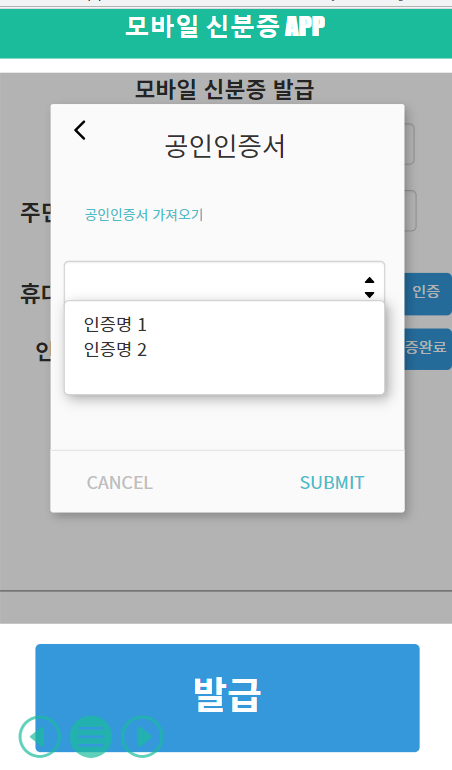 모바일 신분증 APP
모바일 신분증 발급
공인인증서
주민
공인인증서 가져오기
휴대
인증
인증명 1
인증명 2
증완료
인
CANCEL
SUBMIT
발급